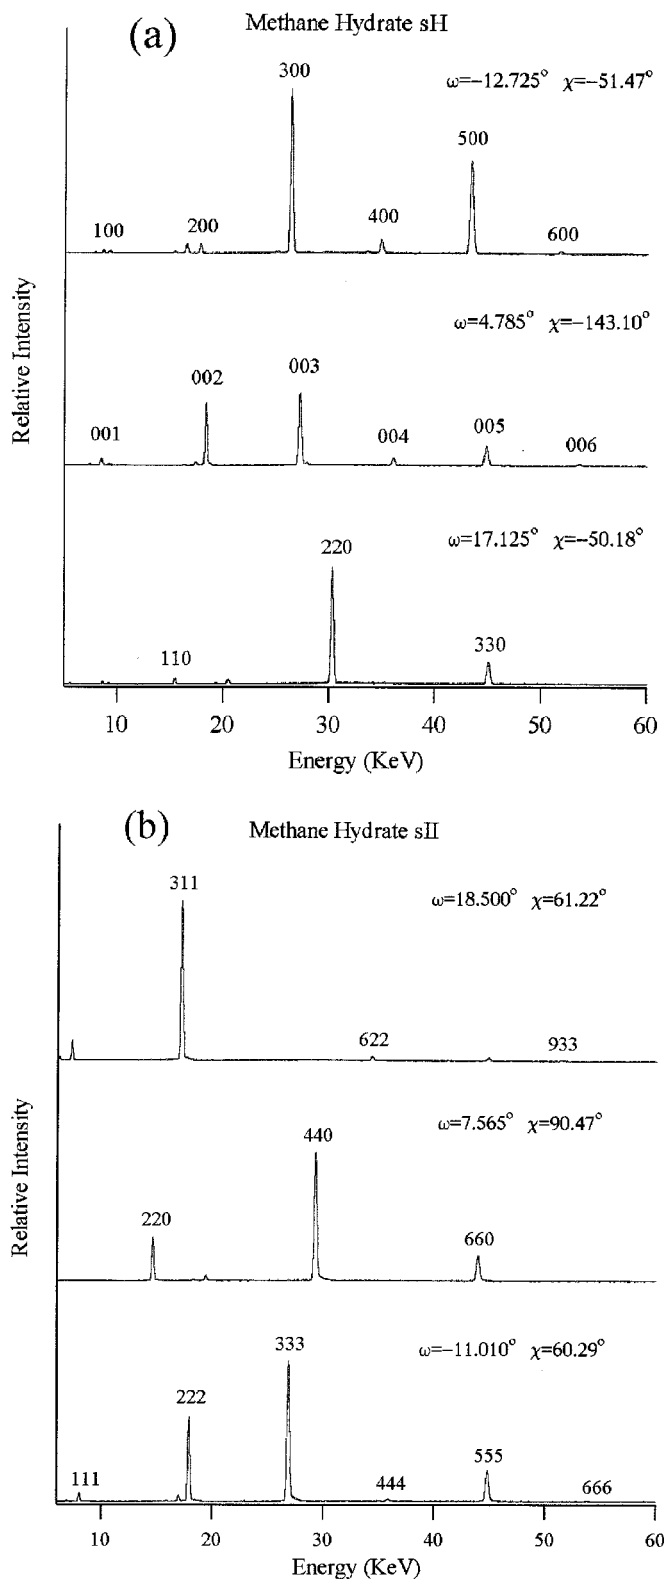 (a) Methane Hydrate sH
300
ω=−12.725° χ=−51.47°
500
100 200 400 600
ω=4.785° χ=−143.10°
002 003
001 004 005 006
ω=17.125° χ=−50.18°
220
110 330
Relative Intensity
10 20 30 40 50 60
Energy (KeV)
(b) Methane Hydrate sII
311
ω=18.500° χ=61.22°
622 933
440 ω=7.565° χ=90.47°
220 660
333 ω=−11.010° χ=60.29°
222
111 444 555 666
Relative Intensity
10 20 30 40 50 60
Energy (KeV)